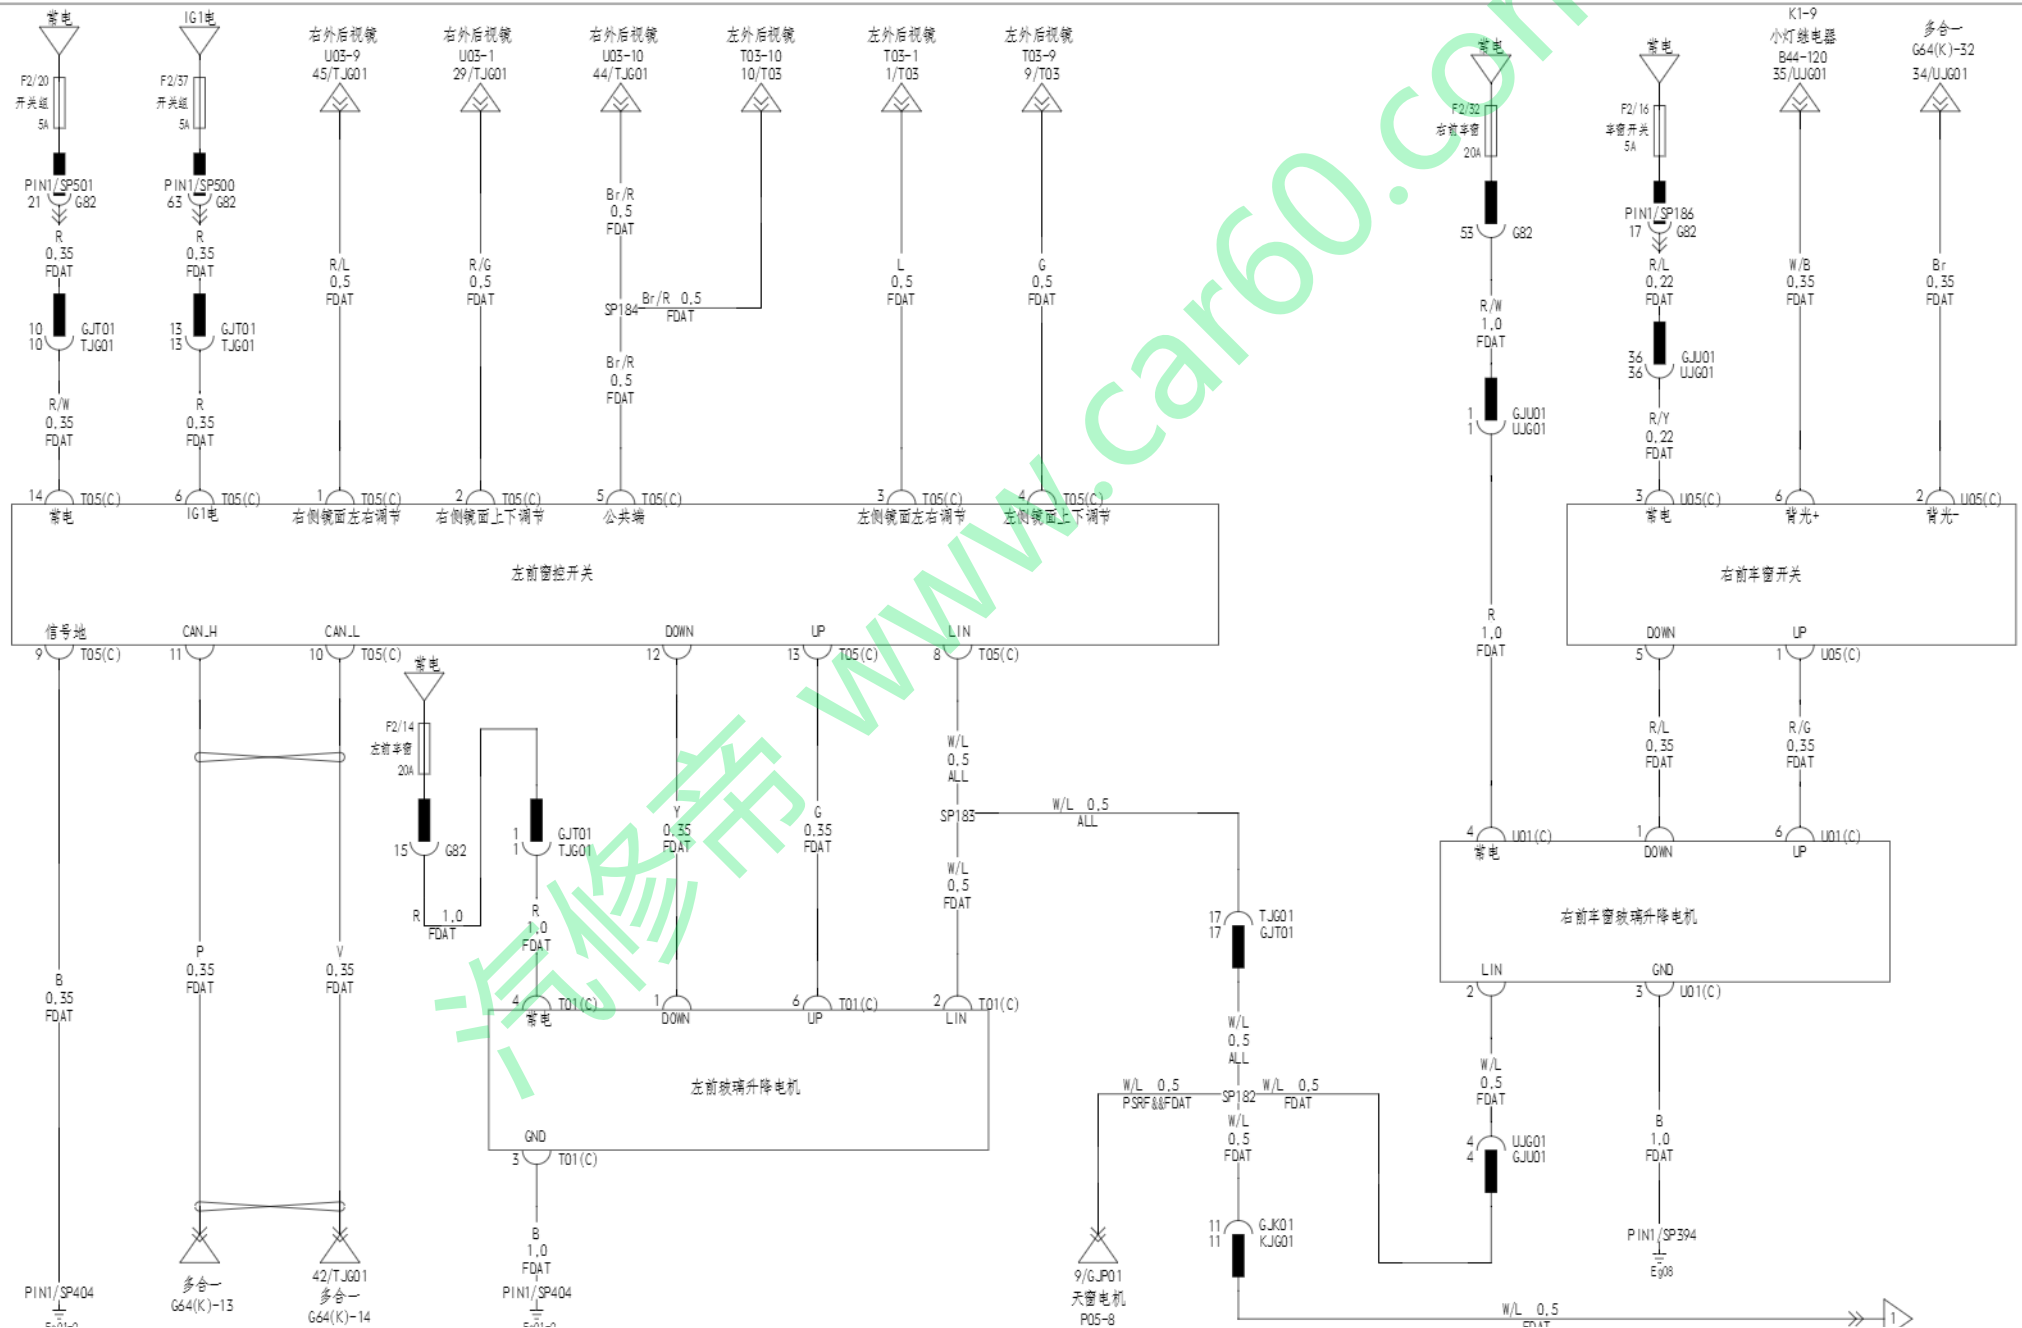 常电
F2/20
开关组
5A
PIN1/SP501
21 G82
R
0.35
FDAT
10 GJT01
10 TJG01
R/W
0.35
FDAT
14 T05(C)
常电
IG1电
F2/37
开关组
5A
PIN1/SP500
63 G82
R
0.35
FDAT
13 GJT01
13 TJG01
R
0.35
FDAT
6 T05(C)
IG1电
右外后视镜
U03-9
45/TJG01
R/L
0.5
FDAT
1 T05(C)
右侧镜面左右调节
右外后视镜
U03-1
29/TJG01
R/G
0.5
FDAT
2 T05(C)
右侧镜面上下调节
右外后视镜
U03-10
44/TJG01
Br/R
0.5
FDAT
SP184
Br/R 0.5
FDAT
Br/R
0.5
FDAT
5 T05(C)
公共端
左外后视镜
T03-10
10/T03
左外后视镜
T03-1
1/T03
L
0.5
FDAT
3 T05(C)
左侧镜面左右调节
左外后视镜
T03-9
9/T03
G
0.5
FDAT
4 T05(C)
左侧镜面上下调节
常电
F2/32
右前车窗
20A
53 G82
R/W
1.0
FDAT
1 GJU01
1 UJG01
R
1.0
FDAT
4 U01(C)
常电
常电
F2/16
车窗开关
5A
PIN1/SP186
17 G82
R/L
0.22
FDAT
36 GJU01
36 UJG01
R/Y
0.22
FDAT
3 U05(C)
常电
K1-9
小灯继电器
B44-120
35/UJG01
W/B
0.35
FDAT
6
背光+
多合一
G64(K)-32
34/UJG01
Br
0.35
FDAT
2 U05(C)
背光-
左前窗控开关
右前车窗开关
信号地
9 T05(C)
B
0.35
FDAT
PIN1/SP404
CAN_H
11
P
0.35
FDAT
多合一
G64(K)-13
CAN_L
10 T05(C)
V
0.35
FDAT
42/TJG01
多合一
G64(K)-14
常电
F2/14
左前车窗
20A
15 G82
R 1.0
FDAT
1 GJT01
1 TJG01
R
1.0
FDAT
4 T01(C)
常电
DOWN
12
Y
0.35
FDAT
1
DOWN
UP
13 T05(C)
G
0.35
FDAT
6 T01(C)
UP
LIN
8 T05(C)
W/L
0.5
ALL
SP183
W/L 0.5
ALL
W/L
0.5
FDAT
2 T01(C)
LIN
左前玻璃升降电机
GND
3 T01(C)
B
1.0
FDAT
PIN1/SP404
17 TJG01
17 GJT01
W/L
0.5
ALL
W/L 0.5
PSRF&&FDAT
SP182
W/L 0.5
FDAT
W/L
0.5
FDAT
11 GJK01
11 KJG01
9/GJP01
天窗电机
P05-8
DOWN
5
R/L
0.35
FDAT
1
DOWN
UP
1 U05(C)
R/G
0.35
FDAT
6 U01(C)
UP
右前车窗玻璃升降电机
LIN
2
W/L
0.5
FDAT
4 UJG01
4 GJU01
GND
3 U01(C)
B
1.0
FDAT
PIN1/SP394
Eg08
W/L 0.5
FDAT
1
汽修帝 www.car60.com